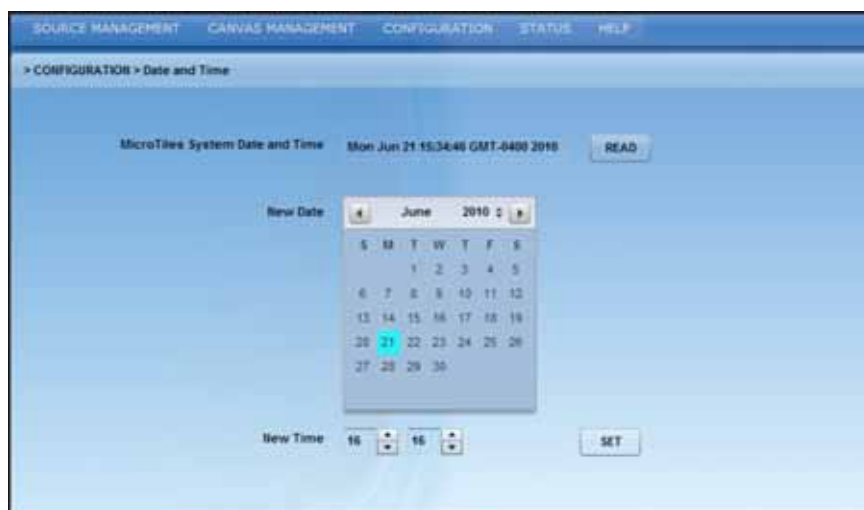 SOURCE MANAGEMENT CANVAS MANAGEMENT CONFIGURATION STATUS HELP
> CONFIGURATION > Date and Time
MicroTiles System Date and Time Mon Jun 21 15:34:46 GMT-0400 2010 READ
New Date June 2010
S M T W T F S
1 2 3 4 5
6 7 8 9 10 11 12
13 14 15 16 17 18 19
20 21 22 23 24 25 26
27 28 29 30
New Time 16 16 SET